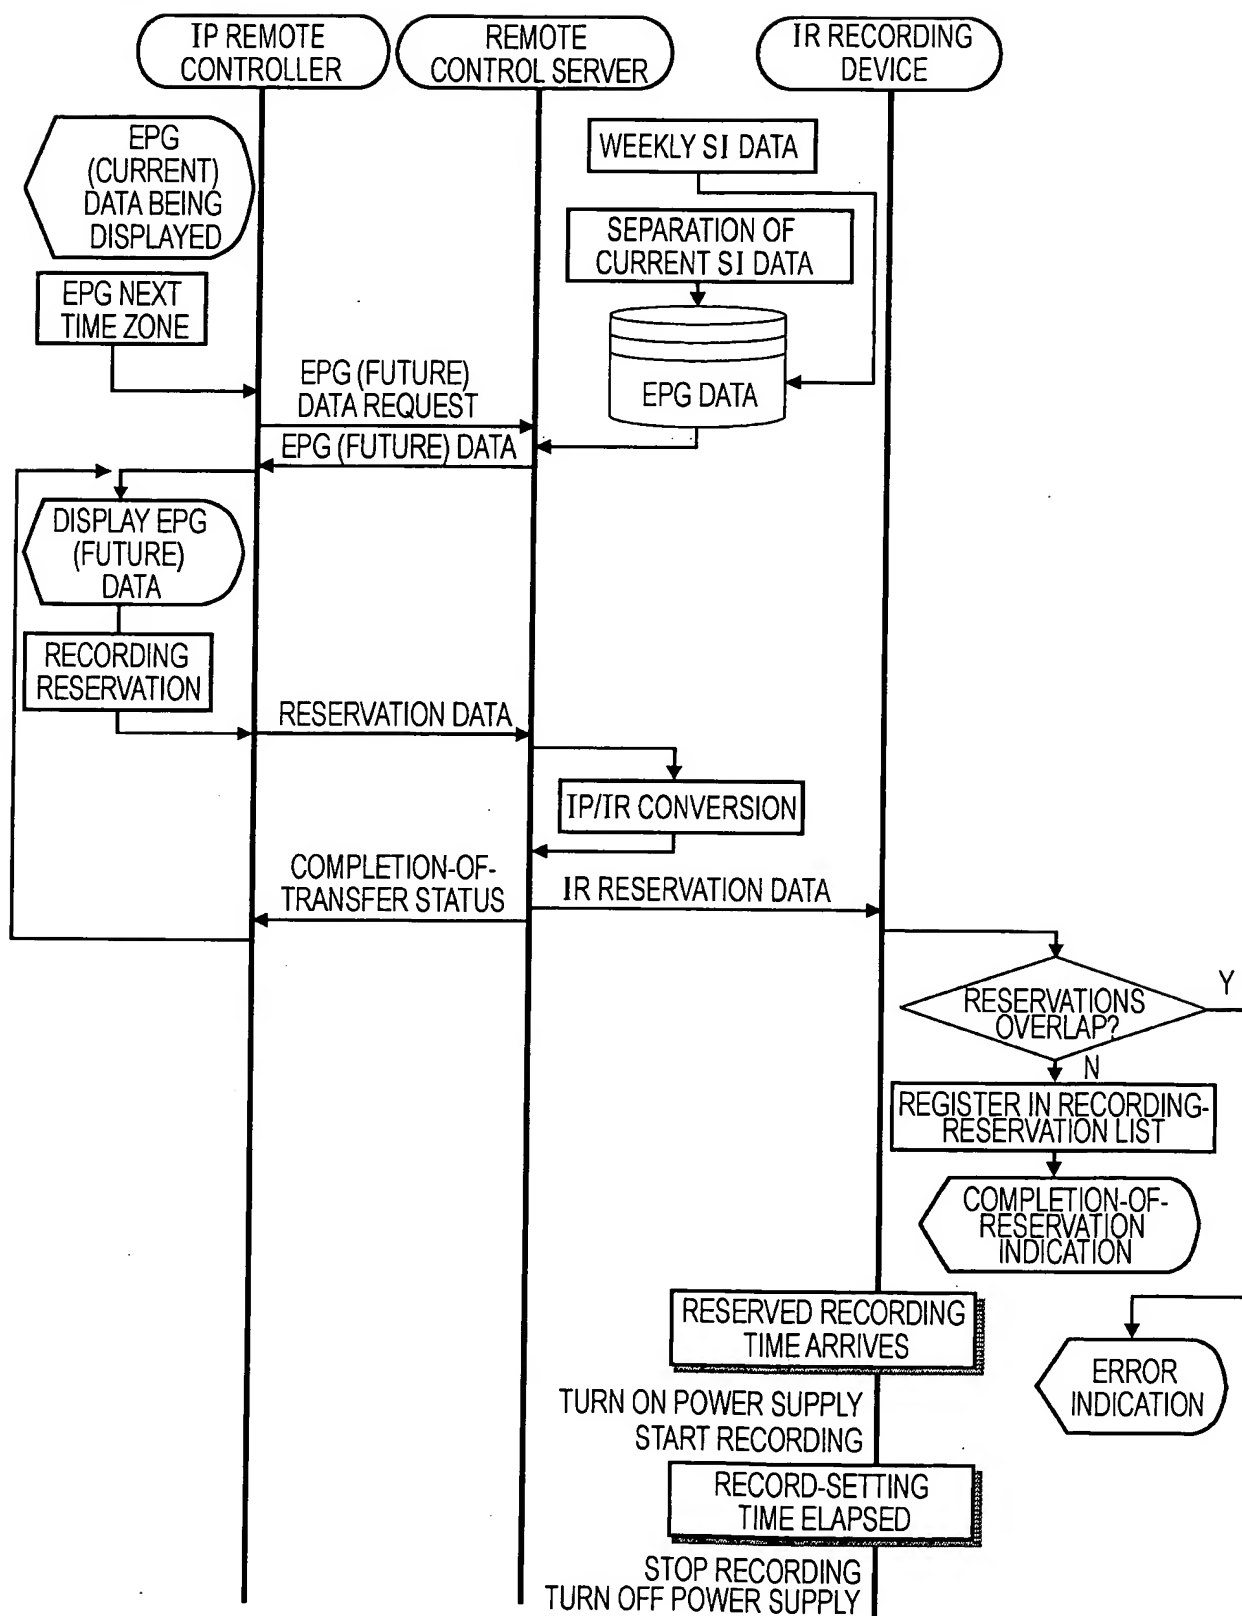 IP REMOTE
CONTROLLER
REMOTE
CONTROL SERVER
IR RECORDING
DEVICE
EPG
(CURRENT)
DATA BEING
DISPLAYED
WEEKLY SI DATA
SEPARATION OF
CURRENT SI DATA
EPG NEXT
TIME ZONE
EPG DATA
EPG (FUTURE)
DATA REQUEST
EPG (FUTURE) DATA
DISPLAY EPG
(FUTURE)
DATA
RECORDING
RESERVATION
RESERVATION DATA
IP/IR CONVERSION
COMPLETION-OF-
TRANSFER STATUS
IR RESERVATION DATA
RESERVATIONS
OVERLAP?
Y
N
REGISTER IN RECORDING-
RESERVATION LIST
COMPLETION-OF-
RESERVATION
INDICATION
RESERVED RECORDING
TIME ARRIVES
ERROR
INDICATION
TURN ON POWER SUPPLY
START RECORDING
RECORD-SETTING
TIME ELAPSED
STOP RECORDING
TURN OFF POWER SUPPLY